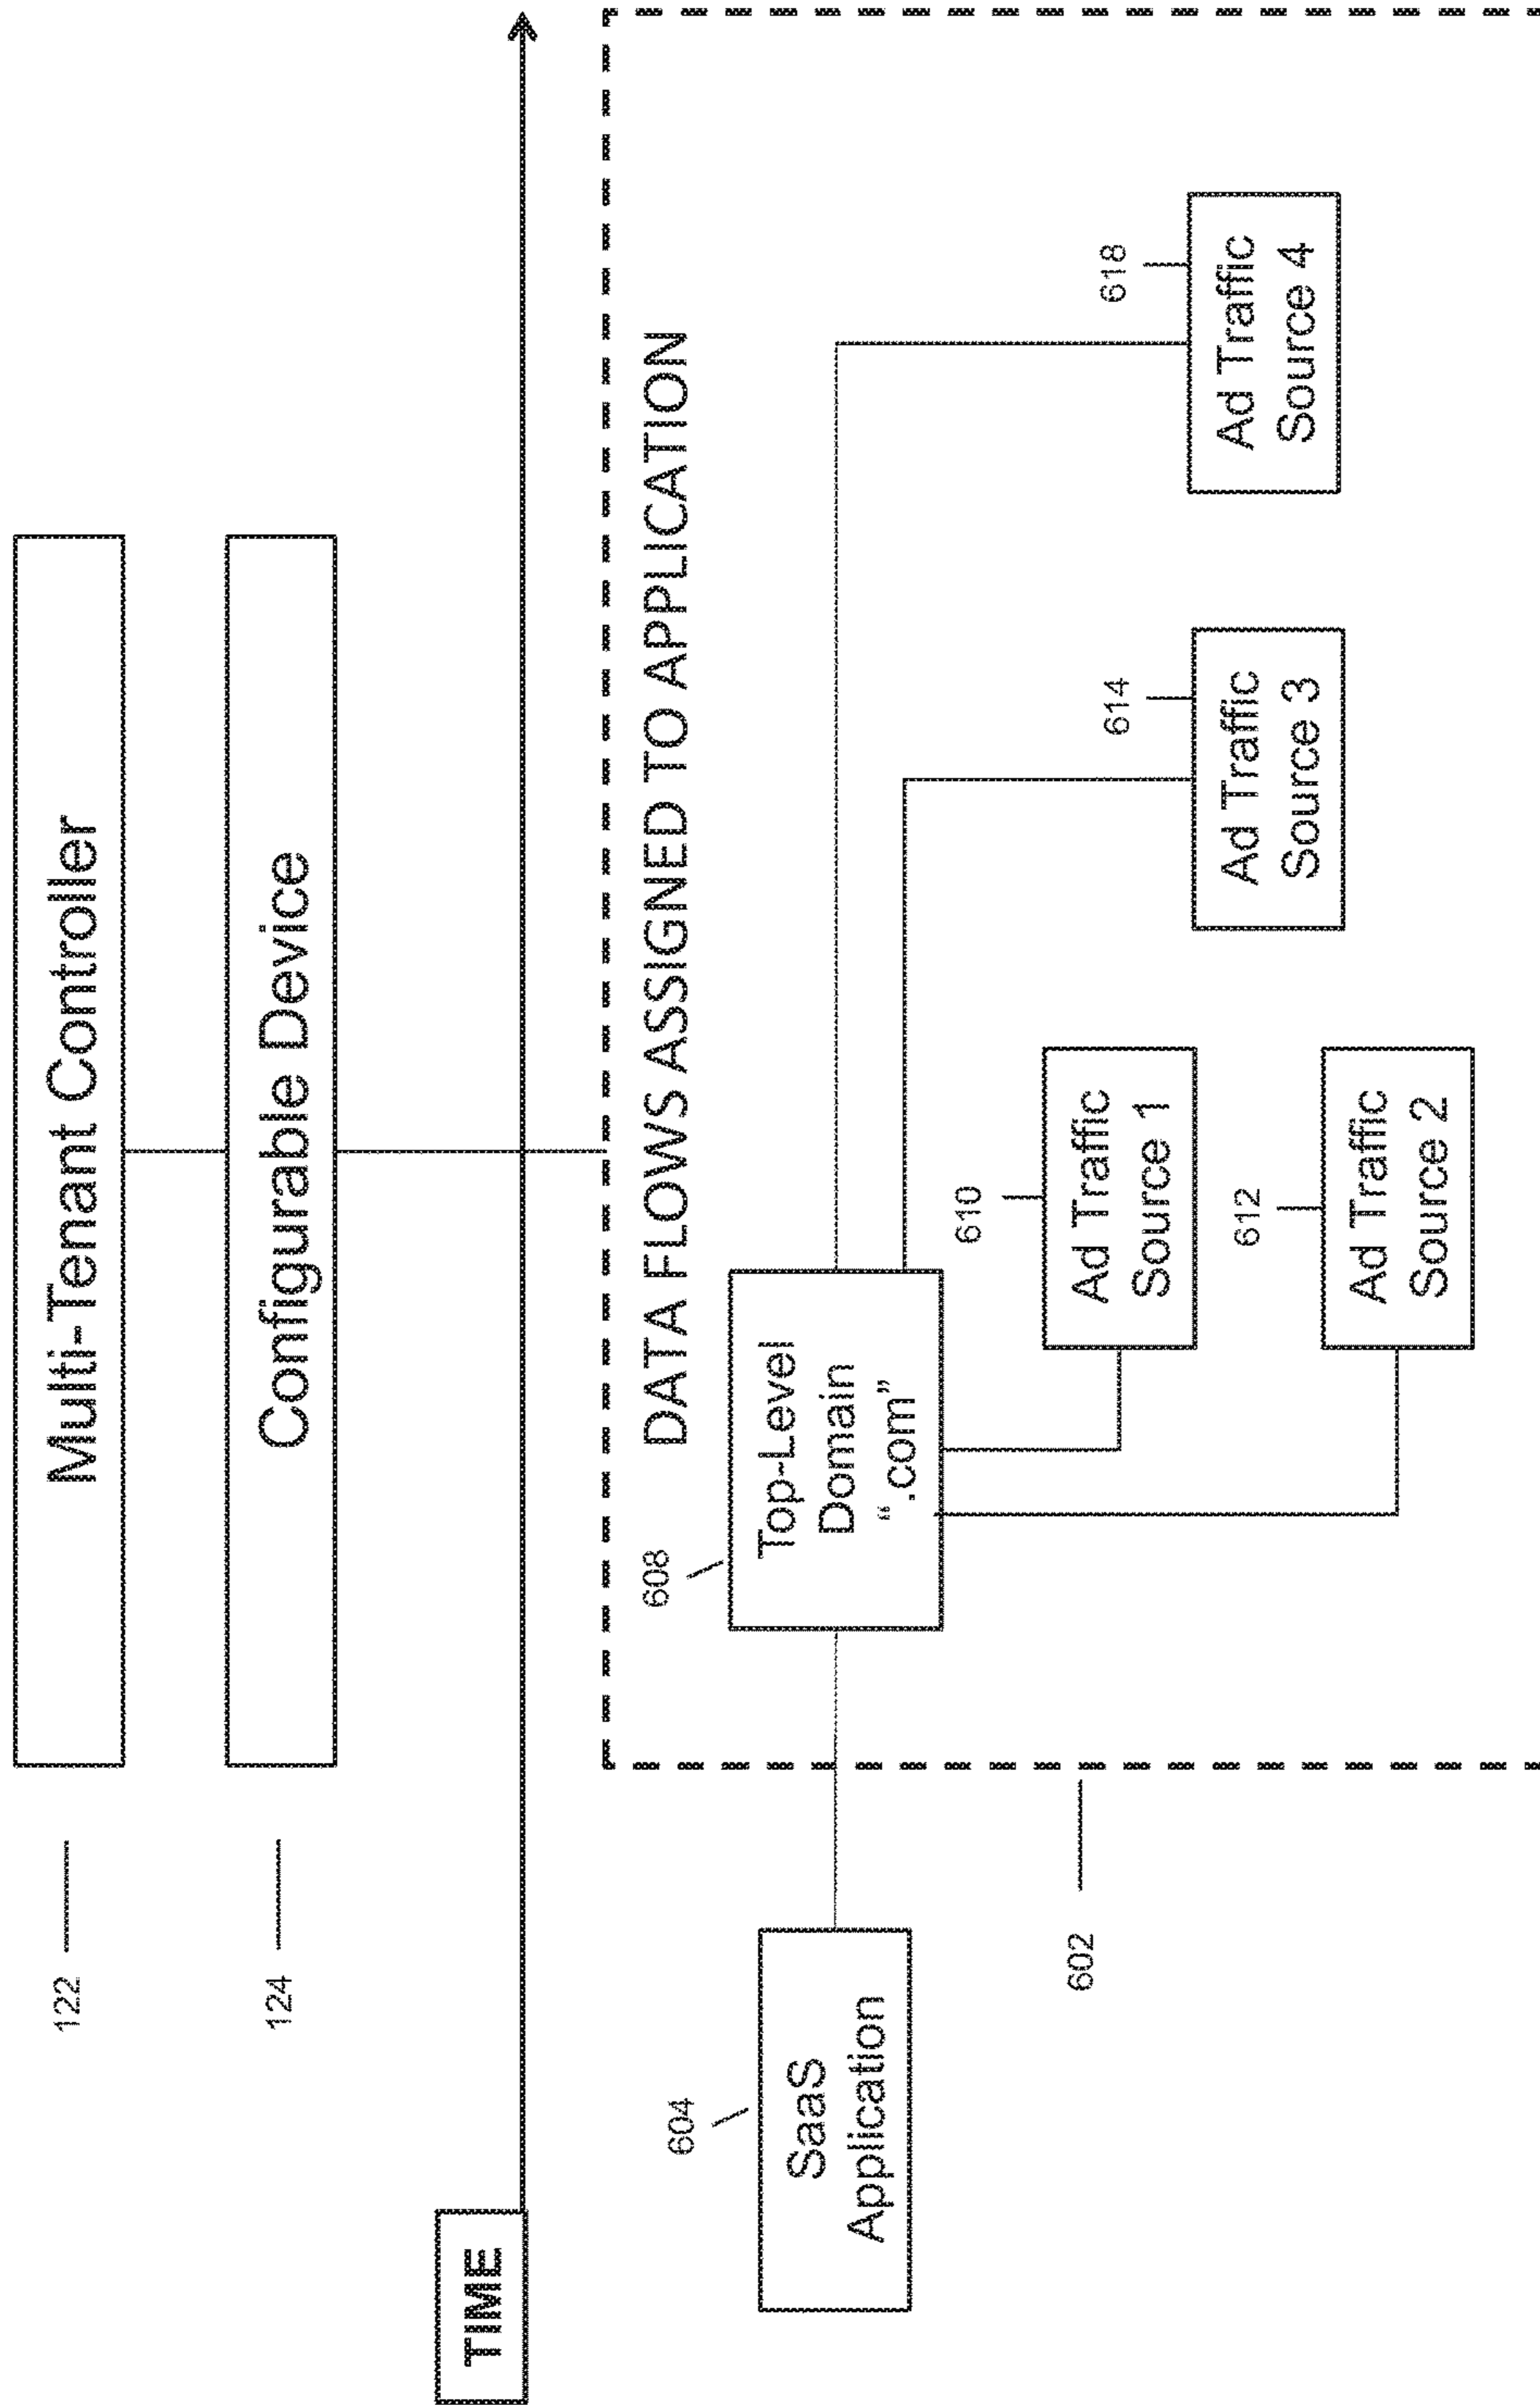 122
Multi-Tenant Controller
124
Configurable Device
TIME
DATA FLOWS ASSIGNED TO APPLICATION
604
SaaS
Application
602
608
Top-Level
Domain
“.com”
610
Ad Traffic
Source 1
612
Ad Traffic
Source 2
614
Ad Traffic
Source 3
618
Ad Traffic
Source 4